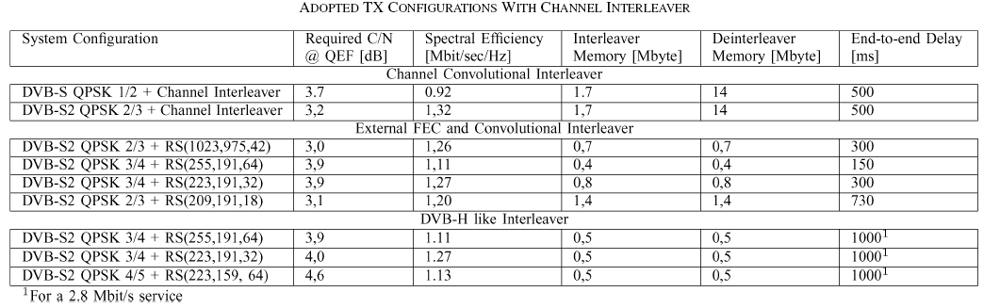 ADOPTED TX CONFIGURATIONS WITH CHANNEL INTERLEAVER
System Configuration Required C/N Spectral Efficiency Interleaver Deinterleaver End-to-end Delay
@ QEF [dB] [Mbit/sec/Hz] Memory [Mbyte] Memory [Mbyte] [ms]
Channel Convolutional Interleaver
DVB-S QPSK 1/2 + Channel Interleaver 3.7 0.92 1.7 14 500
DVB-S2 QPSK 2/3 + Channel Interleaver 3,2 1,32 1,7 14 500
External FEC and Convolutional Interleaver
DVB-S2 QPSK 2/3 + RS(1023,975,42) 3,0 1,26 0,7 0,7 300
DVB-S2 QPSK 3/4 + RS(255,191,64) 3,9 1,11 0,4 0,4 150
DVB-S2 QPSK 3/4 + RS(223,191,32) 3,9 1,27 0,8 0,8 300
DVB-S2 QPSK 2/3 + RS(209,191,18) 3,1 1,20 1,4 1,4 730
DVB-H like Interleaver
DVB-S2 QPSK 3/4 + RS(255,191,64) 3,9 1.11 0,5 0,5 1000¹
DVB-S2 QPSK 3/4 + RS(223,191,32) 4,0 1.27 0,5 0,5 1000¹
DVB-S2 QPSK 4/5 + RS(223,159, 64) 4,6 1.13 0,5 0,5 1000¹
¹For a 2.8 Mbit/s service